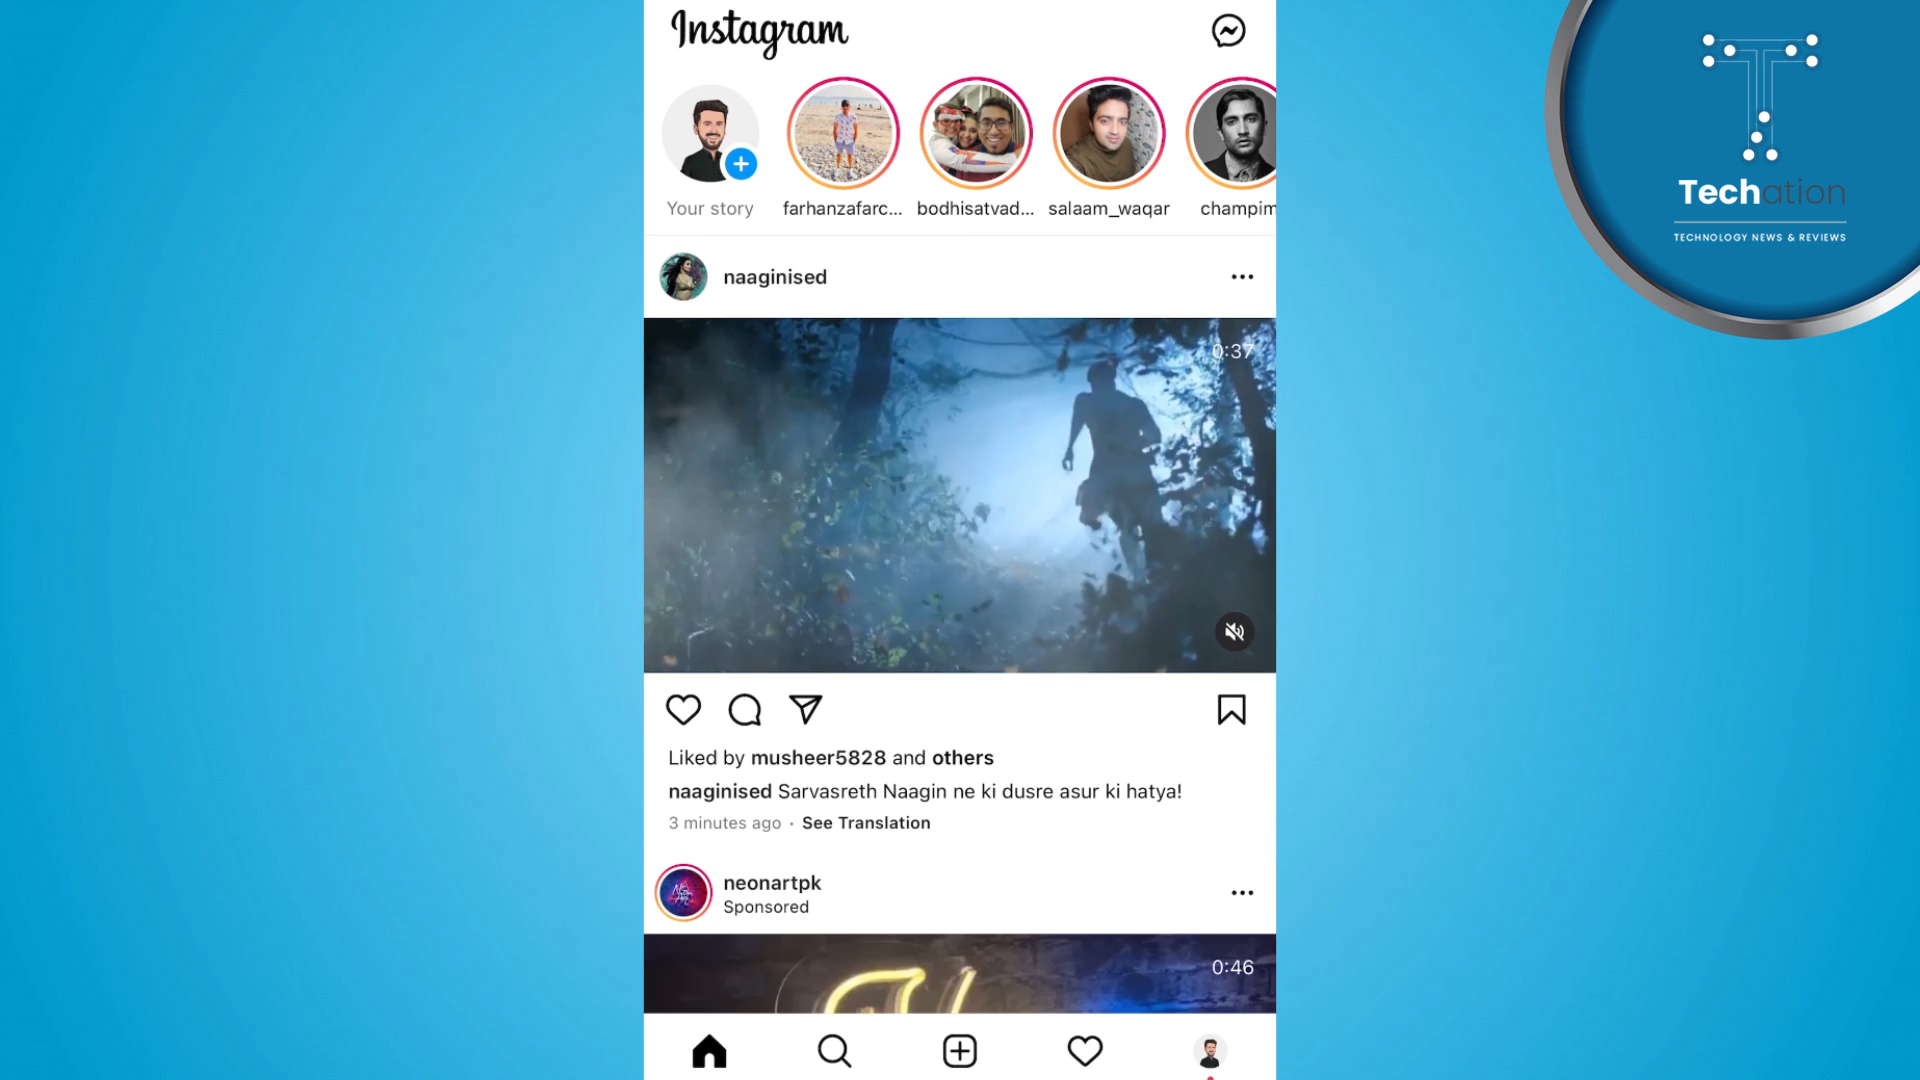 Instagram
Your story
farhanzafarc...
bodhisatvad...
salaam_waqar
champim
Techation
TECHNOLOGY NEWS & REVIEWS
naaginised
0:37
Liked by musheer5828 and others
naaginised Sarvasreth Naagin ne ki dusre asur ki hatya!
3 minutes ago · See Translation
neonartpk
Sponsored
0:46